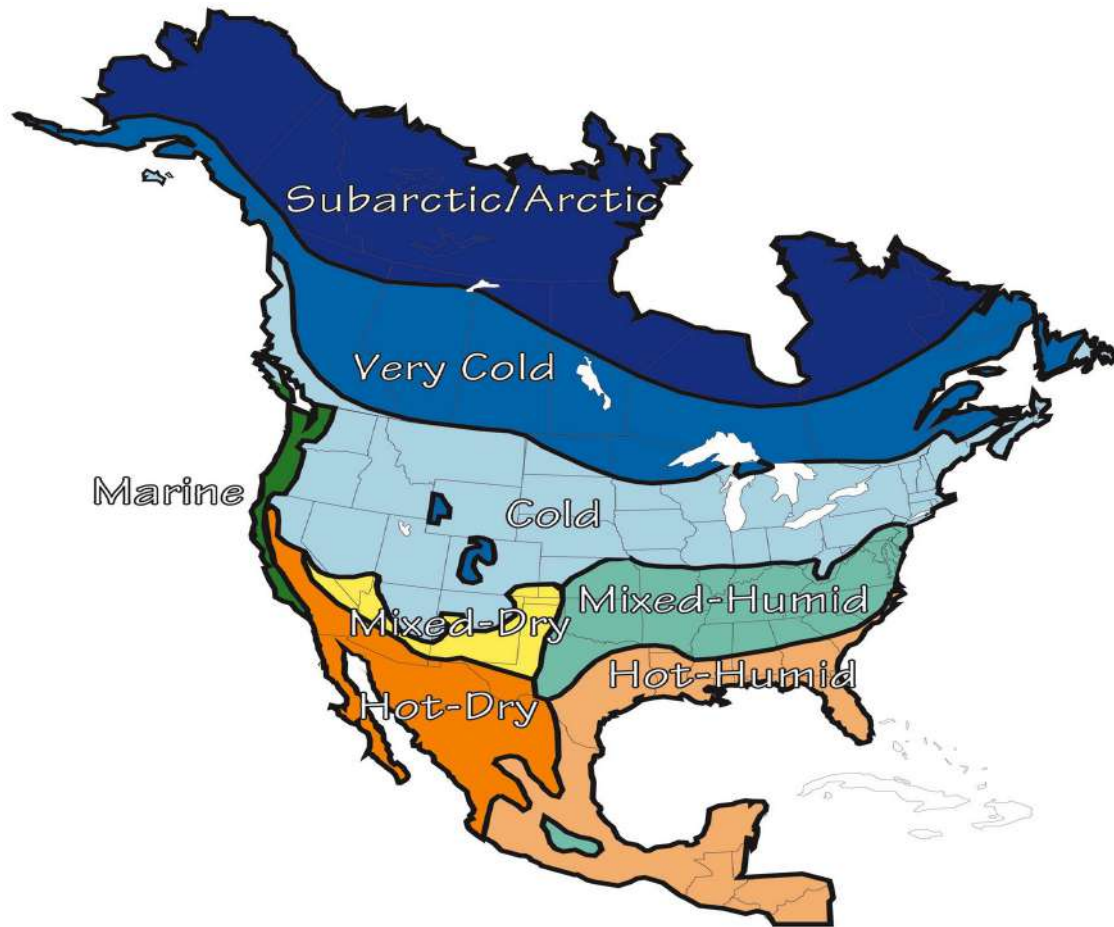 Subarctic/Arctic
Very Cold
Marine
Cold
Mixed-Humid
Mixed-Dry
Hot-Humid
Hot-Dry